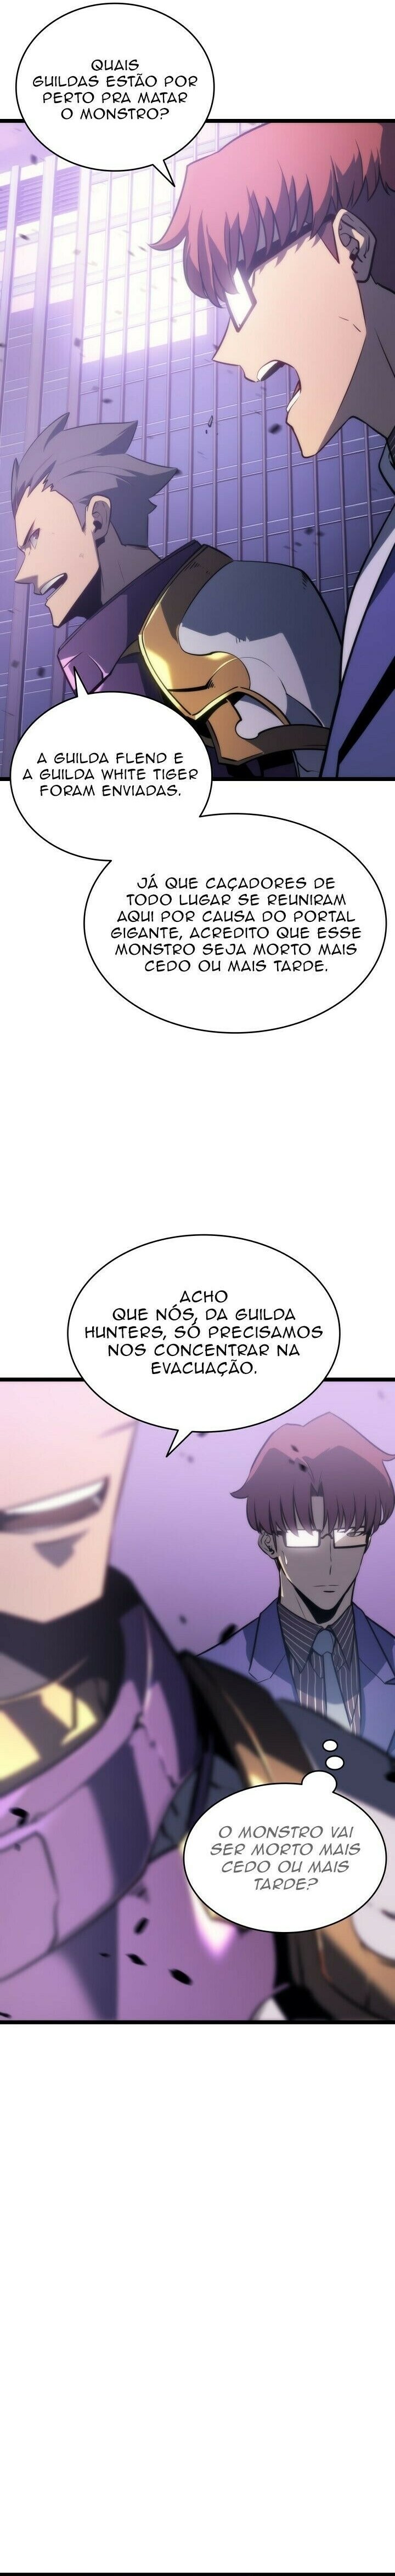 QUAIS
GUILDAS ESTÃO POR
PERTO PRA MATAR
O MONSTRO?
A GUILDA FLEND E
A GUILDA WHITE TIGER
FORAM ENVIADAS.
JÁ QUE CAÇADORES DE
TODO LUGAR SE REUNIRAM
AQUI POR CAUSA DO PORTAL
GIGANTE, ACREDITO QUE ESSE
MONSTRO SEJA MORTO MAIS
CEDO OU MAIS TARDE.
ACHO
QUE NÓS, DA GUILDA
HUNTERS, SÓ PRECISAMOS
NOS CONCENTRAR NA
EVACUAÇÃO.
O MONSTRO VAI
SER MORTO MAIS
CEDO OU MAIS
TARDE?